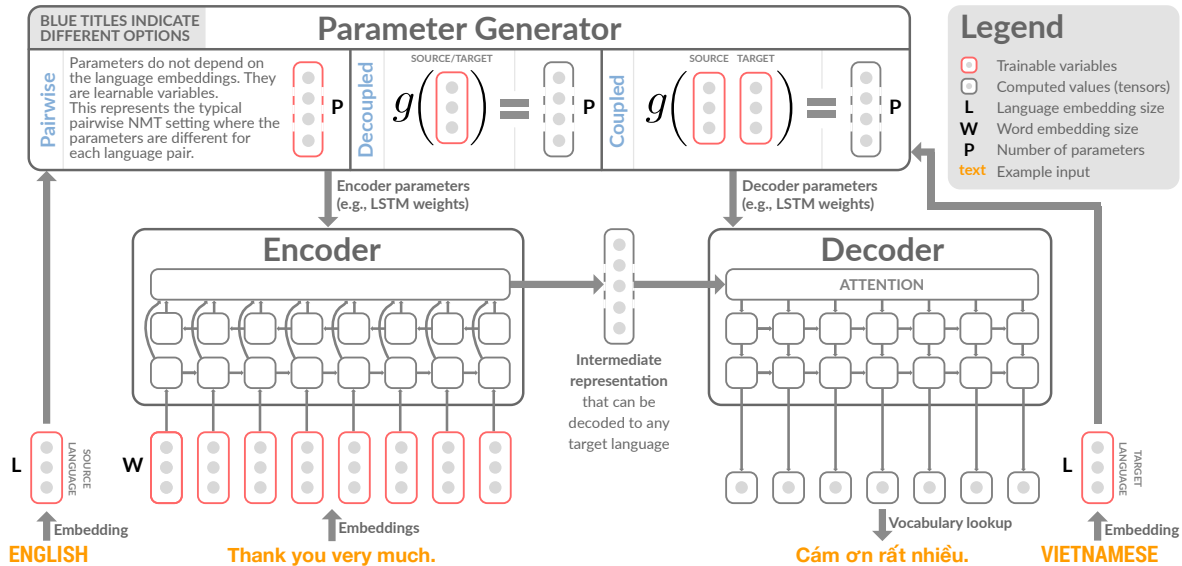 BLUE TITLES INDICATE
DIFFERENT OPTIONS
Parameter Generator
Pairwise
Parameters do not depend on
the language embeddings. They
are learnable variables.
This represents the typical
pairwise NMT setting where the
parameters are different for
each language pair.
P
Decoupled
SOURCE/TARGET
g( ) =
P
Coupled
SOURCE TARGET
g( ) =
P
Legend
Trainable variables
Computed values (tensors)
L Language embedding size
W Word embedding size
P Number of parameters
text Example input
Encoder parameters
(e.g., LSTM weights)
Decoder parameters
(e.g., LSTM weights)
Encoder
Decoder
ATTENTION
Intermediate
representation
that can be
decoded to any
target language
L
SOURCE
LANGUAGE
W
L
TARGET
LANGUAGE
Embedding
Embeddings
Vocabulary lookup
Embedding
ENGLISH
Thank you very much.
Cám ơn rất nhiều.
VIETNAMESE